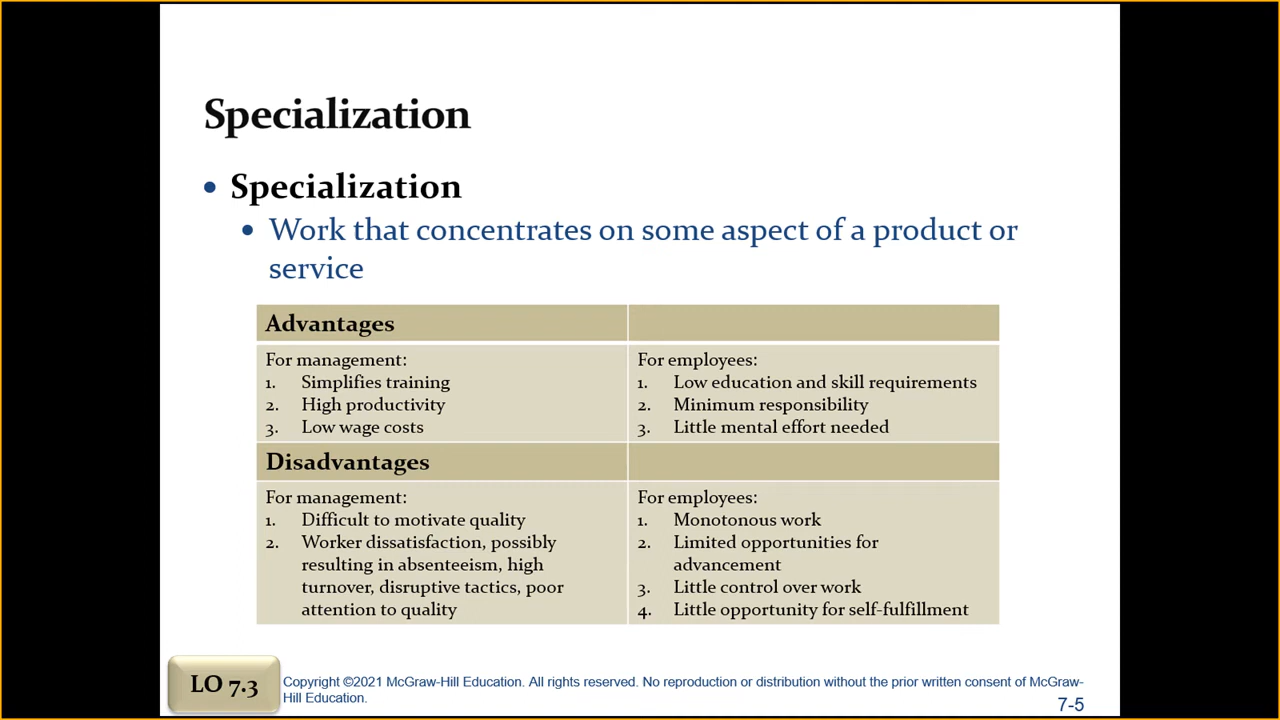 Specialization
• Specialization
• Work that concentrates on some aspect of a product or
service
Advantages
For management:
1. Simplifies training
2. High productivity
3. Low wage costs
For employees:
1. Low education and skill requirements
2. Minimum responsibility
3. Little mental effort needed
Disadvantages
For management:
1. Difficult to motivate quality
2. Worker dissatisfaction, possibly
resulting in absenteeism, high
turnover, disruptive tactics, poor
attention to quality
For employees:
1. Monotonous work
2. Limited opportunities for
advancement
3. Little control over work
4. Little opportunity for self-fulfillment
LO 7.3
Copyright ©2021 McGraw-Hill Education. All rights reserved. No reproduction or distribution without the prior written consent of McGraw-
Hill Education.
7-5